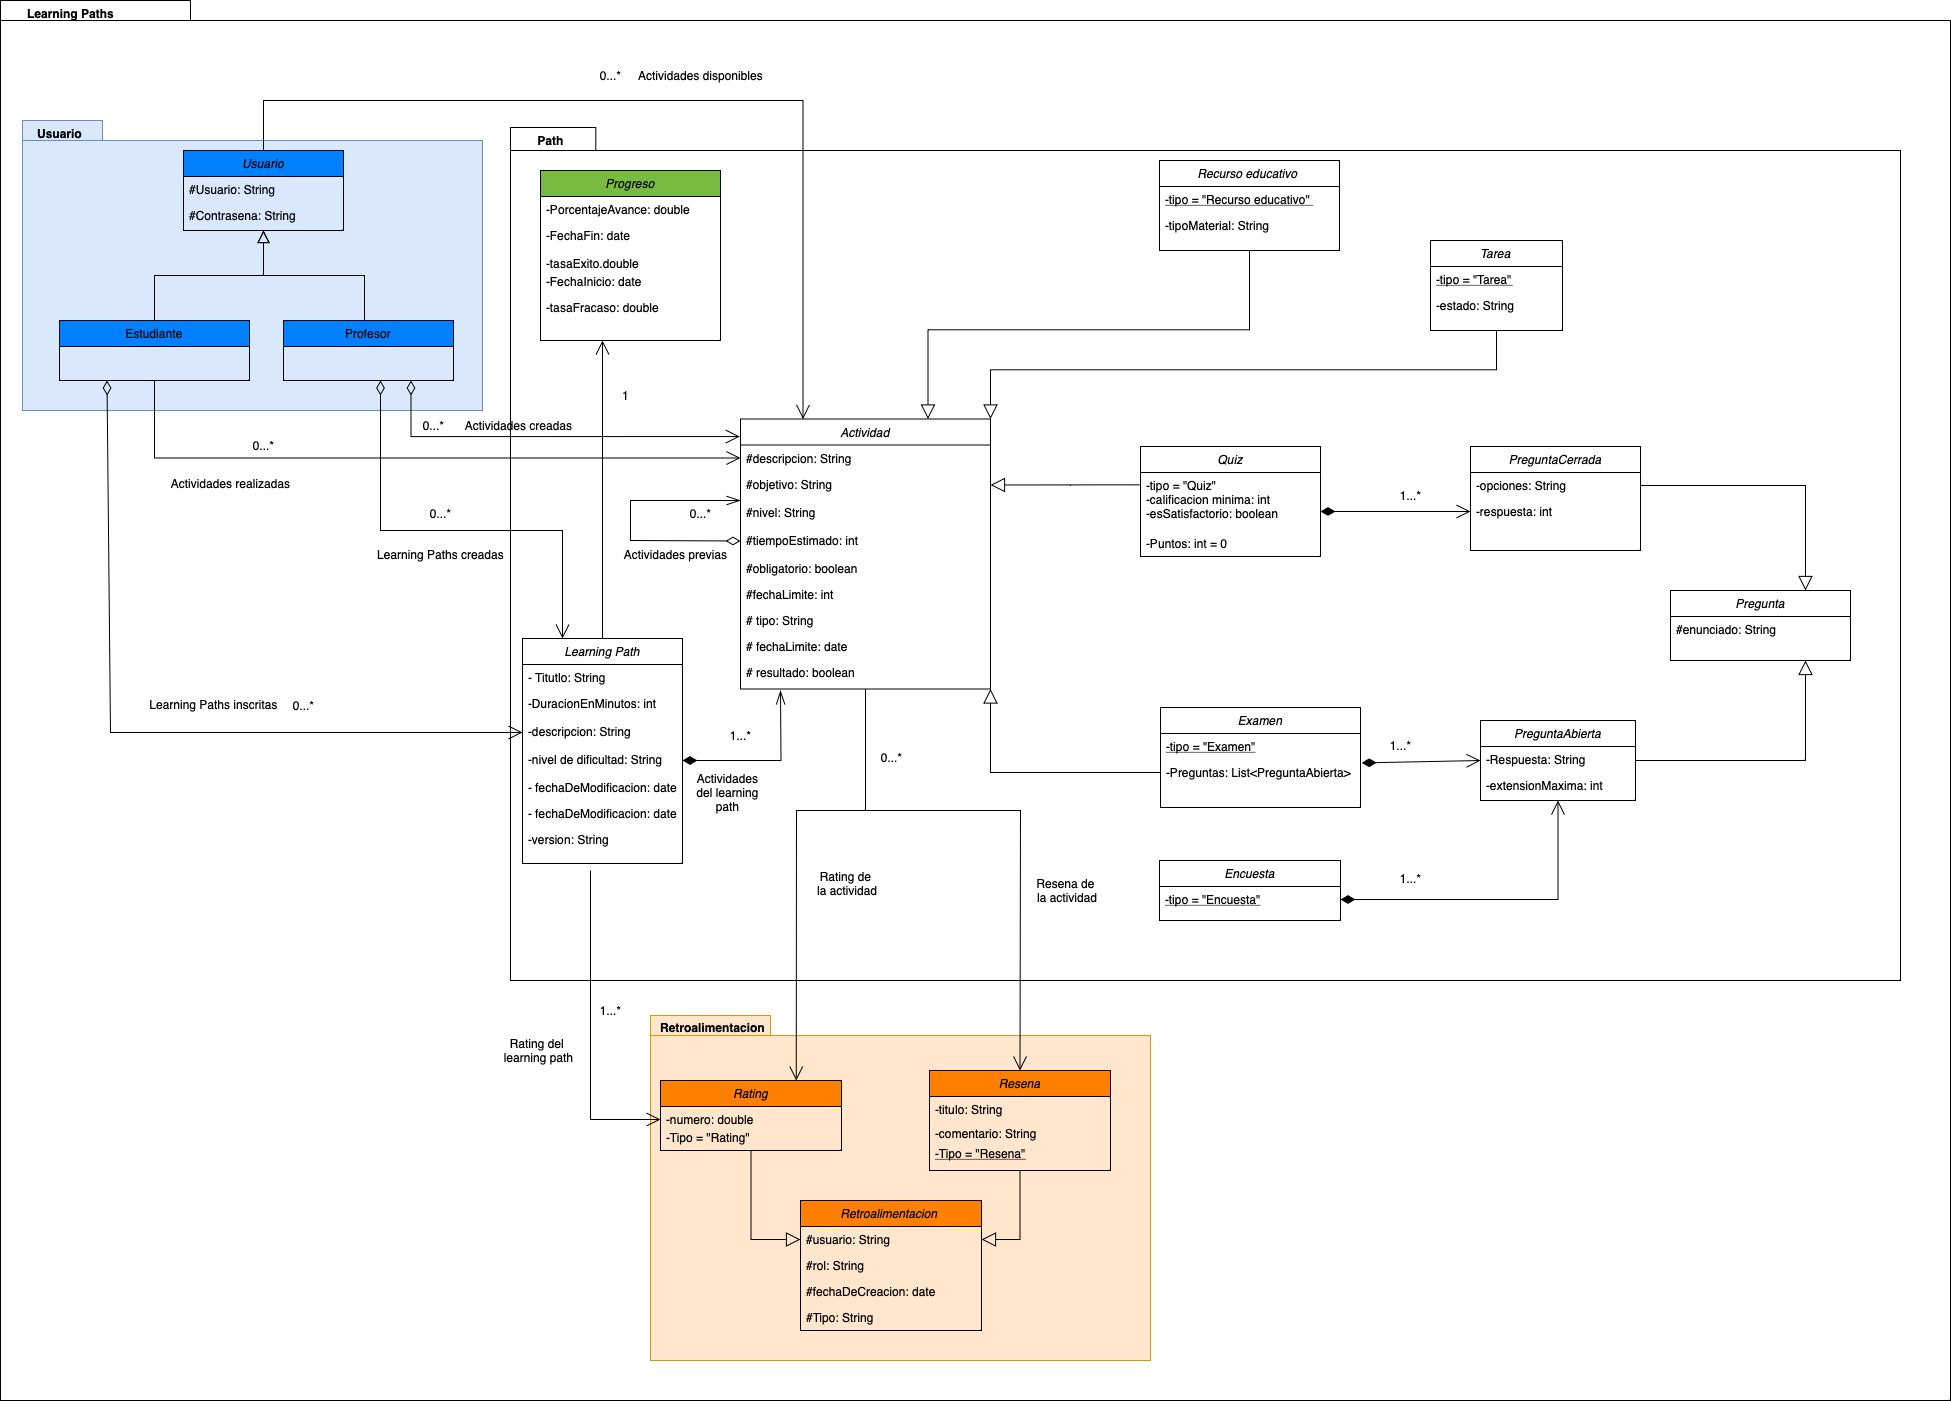 Learning Paths
0...* Actividades disponibles
Usuario
Usuario
#Usuario: String
#Contrasena: String
Estudiante
Profesor
Path
Progreso
-PorcentajeAvance: double
-FechaFin: date
-tasaExito.double
-FechaInicio: date
-tasaFracaso: double
1
Recurso educativo
-tipo = "Recurso educativo"
-tipoMaterial: String
Tarea
-tipo = "Tarea"
-estado: String
0...* Actividades creadas
0...*
Actividades realizadas
0...*
Learning Paths creadas
Learning Paths inscritas 0...*
Actividad
#descripcion: String
#objetivo: String
#nivel: String
#tiempoEstimado: int
#obligatorio: boolean
#fechaLimite: int
# tipo: String
# fechaLimite: date
# resultado: boolean
0...*
Actividades previas
Quiz
-tipo = "Quiz"
-calificacion minima: int
-esSatisfactorio: boolean
-Puntos: int = 0
1...*
PreguntaCerrada
-opciones: String
-respuesta: int
Pregunta
#enunciado: String
Learning Path
- Titutlo: String
-DuracionEnMinutos: int
-descripcion: String
-nivel de dificultad: String
- fechaDeModificacion: date
- fechaDeModificacion: date
-version: String
1...*
Actividades
del learning
path
0...*
Examen
-tipo = "Examen"
-Preguntas: List<PreguntaAbierta>
1...*
PreguntaAbierta
-Respuesta: String
-extensionMaxima: int
Encuesta
-tipo = "Encuesta"
1...*
Rating de
la actividad
Resena de
la actividad
1...*
Rating del
learning path
Retroalimentacion
Rating
-numero: double
-Tipo = "Rating"
Resena
-titulo: String
-comentario: String
-Tipo = "Resena"
Retroalimentacion
#usuario: String
#rol: String
#fechaDeCreacion: date
#Tipo: String